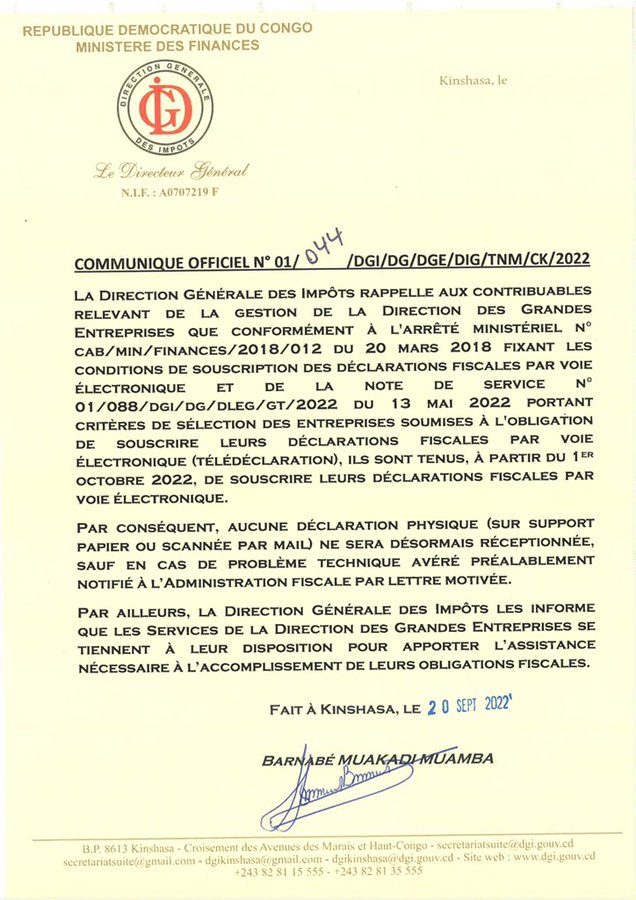 REPUBLIQUE DEMOCRATIQUE DU CONGO
MINISTERE DES FINANCES
DIRECTION GENERALE
DES IMPOTS
DGI
Kinshasa, le
Le Directeur Général
N.I.F. : A0707219 F
COMMUNIQUE OFFICIEL N° 01/ 044 /DGI/DG/DGE/DIG/TNM/CK/2022
LA DIRECTION GÉNÉRALE DES IMPÔTS RAPPELLE AUX CONTRIBUABLES
RELEVANT DE LA GESTION DE LA DIRECTION DES GRANDES
ENTREPRISES QUE CONFORMÉMENT À L'ARRÊTÉ MINISTÉRIEL N°
CAB/MIN/FINANCES/2018/012 DU 20 MARS 2018 FIXANT LES
CONDITIONS DE SOUSCRIPTION DES DÉCLARATIONS FISCALES PAR VOIE
ÉLECTRONIQUE ET DE LA NOTE DE SERVICE N°
01/088/DGI/DG/DLEG/GT/2022 DU 13 MAI 2022 PORTANT
CRITÈRES DE SÉLECTION DES ENTREPRISES SOUMISES À L'OBLIGATION
DE SOUSCRIRE LEURS DÉCLARATIONS FISCALES PAR VOIE
ÉLECTRONIQUE (TÉLÉDÉCLARATION), ILS SONT TENUS, À PARTIR DU 1ER
OCTOBRE 2022, DE SOUSCRIRE LEURS DÉCLARATIONS FISCALES PAR
VOIE ÉLECTRONIQUE.
PAR CONSÉQUENT, AUCUNE DÉCLARATION PHYSIQUE (SUR SUPPORT
PAPIER OU SCANNÉE PAR MAIL) NE SERA DÉSORMAIS RÉCEPTIONNÉE,
SAUF EN CAS DE PROBLÈME TECHNIQUE AVÉRÉ PRÉALABLEMENT
NOTIFIÉ À L'ADMINISTRATION FISCALE PAR LETTRE MOTIVÉE.
PAR AILLEURS, LA DIRECTION GÉNÉRALE DES IMPÔTS LES INFORME
QUE LES SERVICES DE LA DIRECTION DES GRANDES ENTREPRISES SE
TIENNENT À LEUR DISPOSITION POUR APPORTER L'ASSISTANCE
NÉCESSAIRE À L'ACCOMPLISSEMENT DE LEURS OBLIGATIONS FISCALES.
FAIT À KINSHASA, LE 20 SEPT 2022
BARNABÉ MUAKADI MUAMBA
B.P. 8613 Kinshasa - Croisement des Avenues des Marais et Haut-Congo - secretariatsuite@dgi.gouv.cd
secretariatsuite@gmail.com - dgikinshasa@gmail.com - dgikinshasa@dgi.gouv.cd - Site web : www.dgi.gouv.cd
+243 82 81 15 555 - +243 82 81 35 555